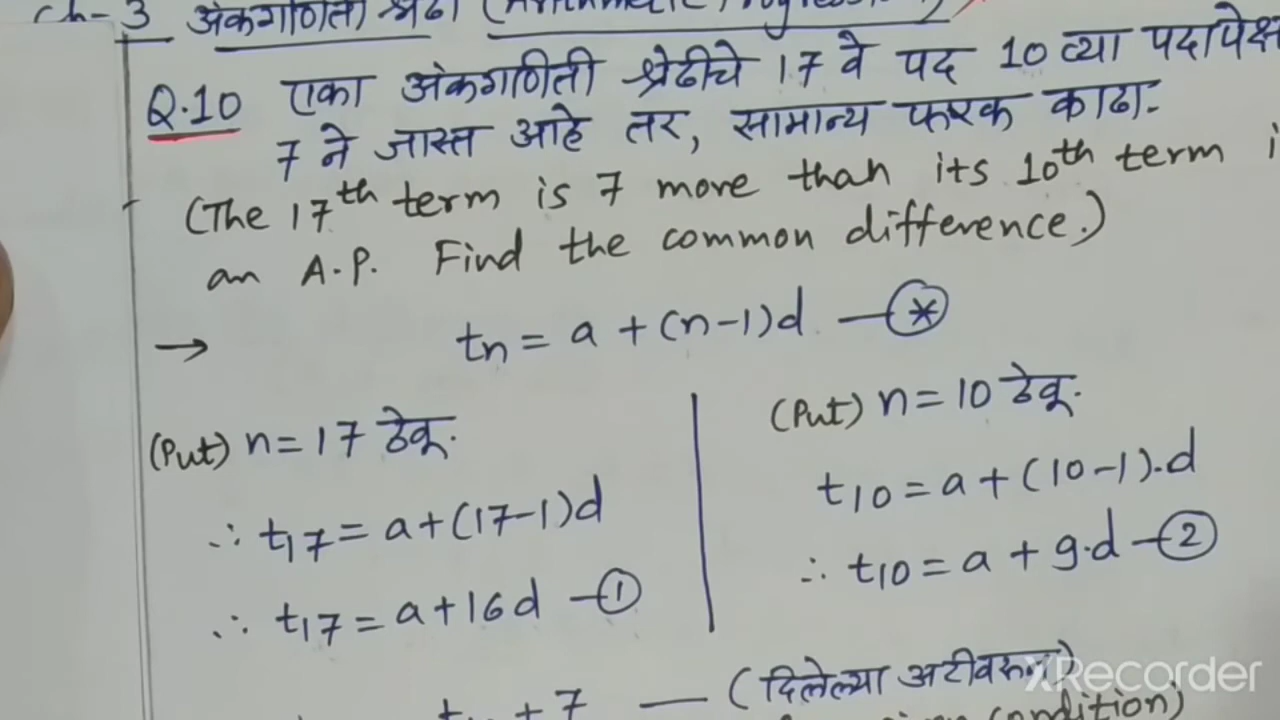 ch-3 अंकगणिती श्रेढी (Arithmetic Progression)
Q.10 एका अंकगणिती श्रेढीचे 17 वे पद 10 व्या पदापेक्ष
7 ने जास्त आहे तर, सामान्य फरक काढा.
(The 17th term is 7 more than its 10th term i
an A.P. Find the common difference.)
→ tn = a + (n-1)d —(*)
(Put) n = 17 ठेवू.
∴ t17 = a+(17-1)d
∴ t17 = a+16d —①
(Put) n = 10 ठेवू.
t10 = a+(10-1).d
∴ t10 = a + 9.d —②
+ 7 — (दिलेल्या अटीवरून)
condition)
XRecorder